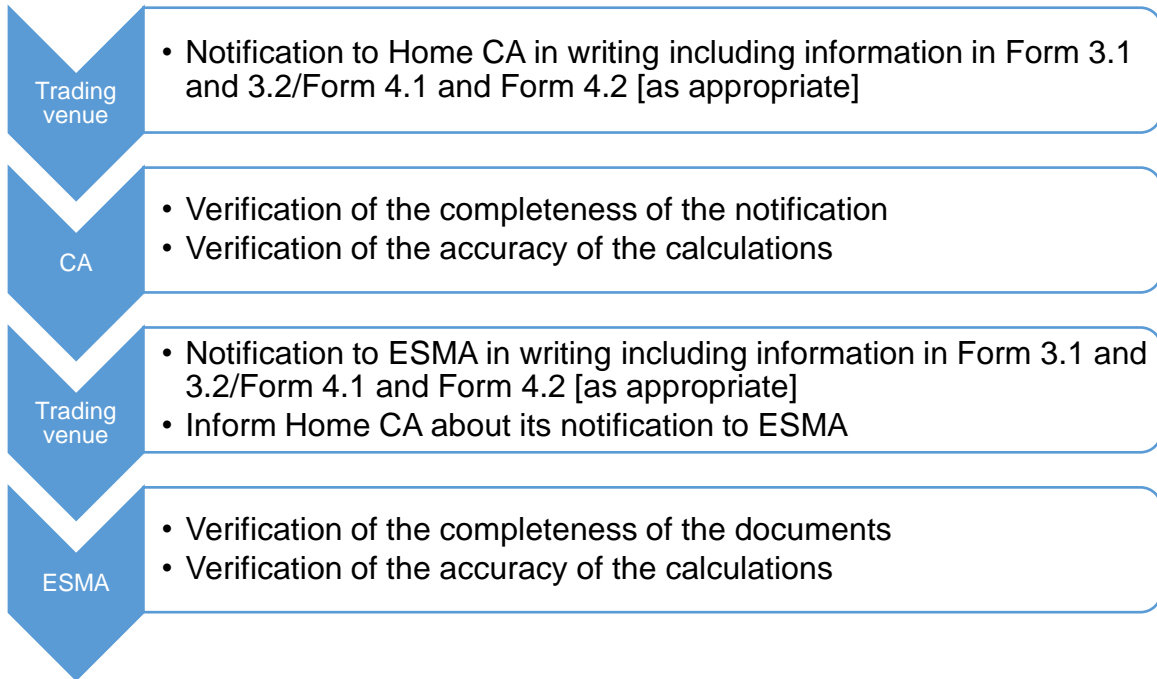 Trading
venue
• Notification to Home CA in writing including information in Form 3.1
and 3.2/Form 4.1 and Form 4.2 [as appropriate]
CA
• Verification of the completeness of the notification
• Verification of the accuracy of the calculations
Trading
venue
• Notification to ESMA in writing including information in Form 3.1 and
3.2/Form 4.1 and Form 4.2 [as appropriate]
• Inform Home CA about its notification to ESMA
ESMA
• Verification of the completeness of the documents
• Verification of the accuracy of the calculations